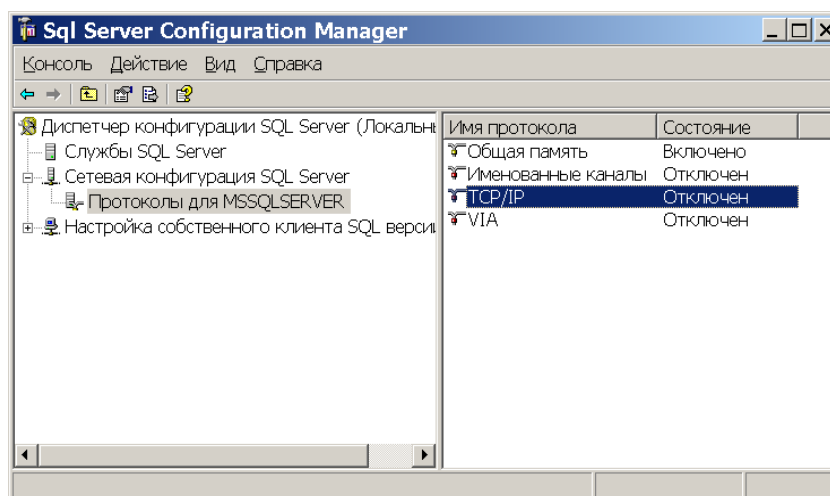 Sql Server Configuration Manager
Консоль Действие Вид Справка
Диспетчер конфигурации SQL Server
Службы SQL Server
Сетевая конфигурация SQL Server
Протоколы для MSSQLSERVER
Настройка собственного клиента SQL
Имя протокола Состояние
Общая память Включено
Именованные каналы Отключен
TCP/IP Отключен
VIA Отключен